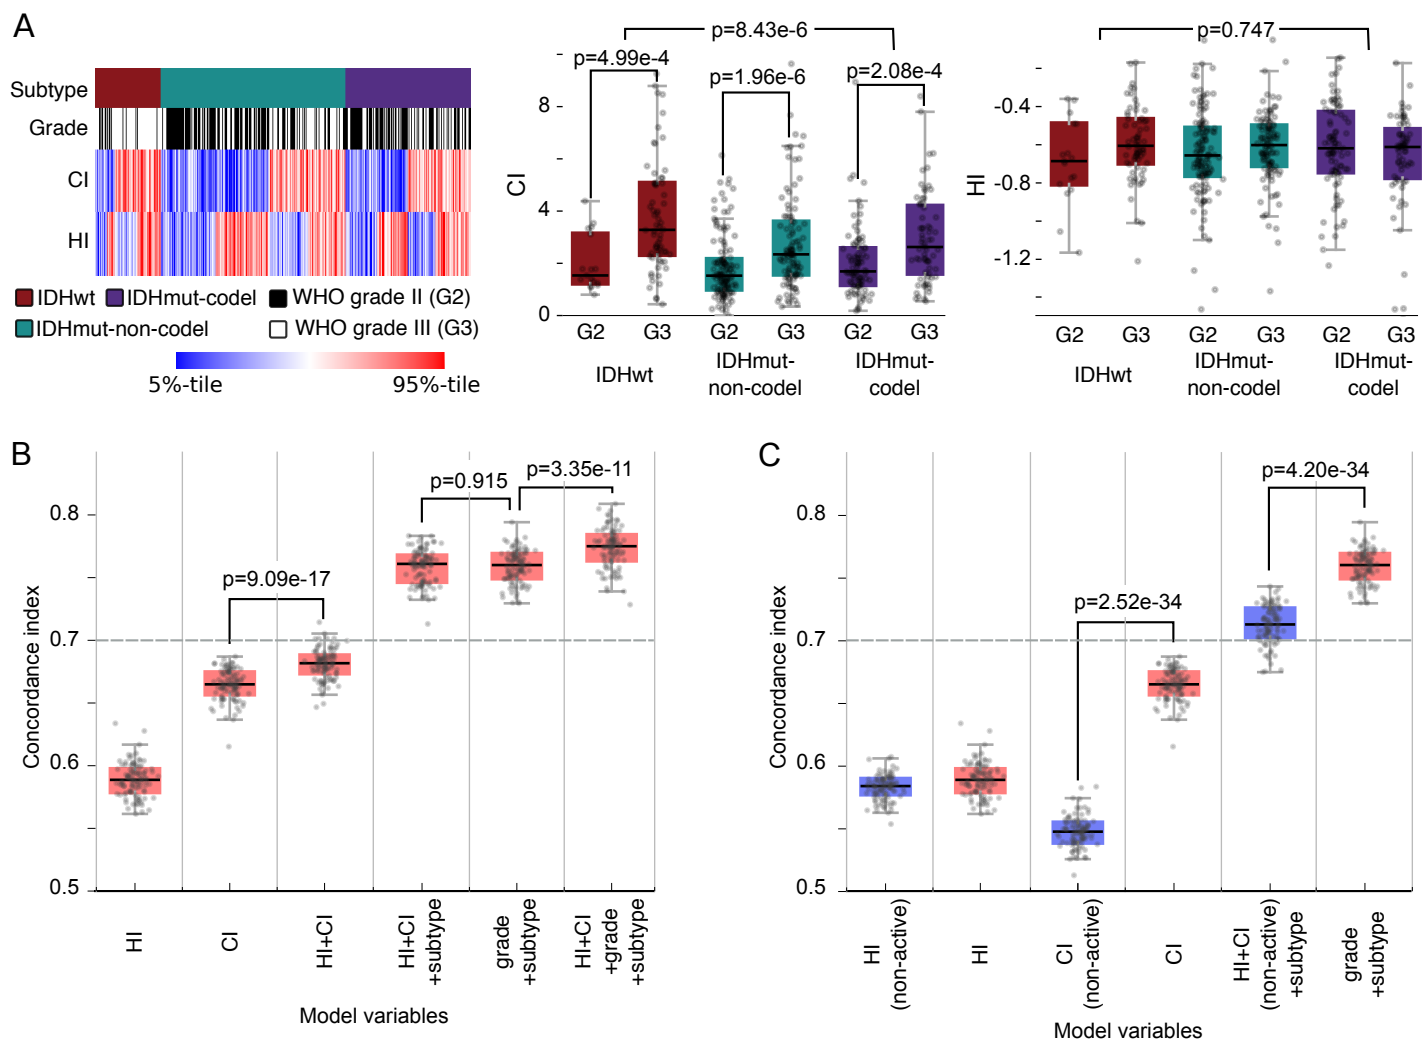 A
Subtype
Grade
CI
HI
IDHwt
IDHmut-codel
WHO grade II (G2)
IDHmut-non-codel
WHO grade III (G3)
5%-tile
95%-tile
p=8.43e-6
p=4.99e-4
p=1.96e-6
p=2.08e-4
CI
8
4
0
G2
G3
G2
G3
G2
G3
IDHwt
IDHmut-
non-codel
IDHmut-
codel
p=0.747
HI
-0.4
-0.8
-1.2
G2
G3
G2
G3
G2
G3
IDHwt
IDHmut-
non-codel
IDHmut-
codel
B
Concordance index
0.8
0.7
0.6
0.5
p=9.09e-17
p=0.915
p=3.35e-11
HI
CI
HI+CI
HI+CI
+subtype
grade
+subtype
HI+CI
+grade
+subtype
Model variables
C
Concordance index
0.8
0.7
0.6
0.5
p=2.52e-34
p=4.20e-34
HI
(non-active)
HI
CI
(non-active)
CI
HI+CI
(non-active)
+subtype
grade
+subtype
Model variables